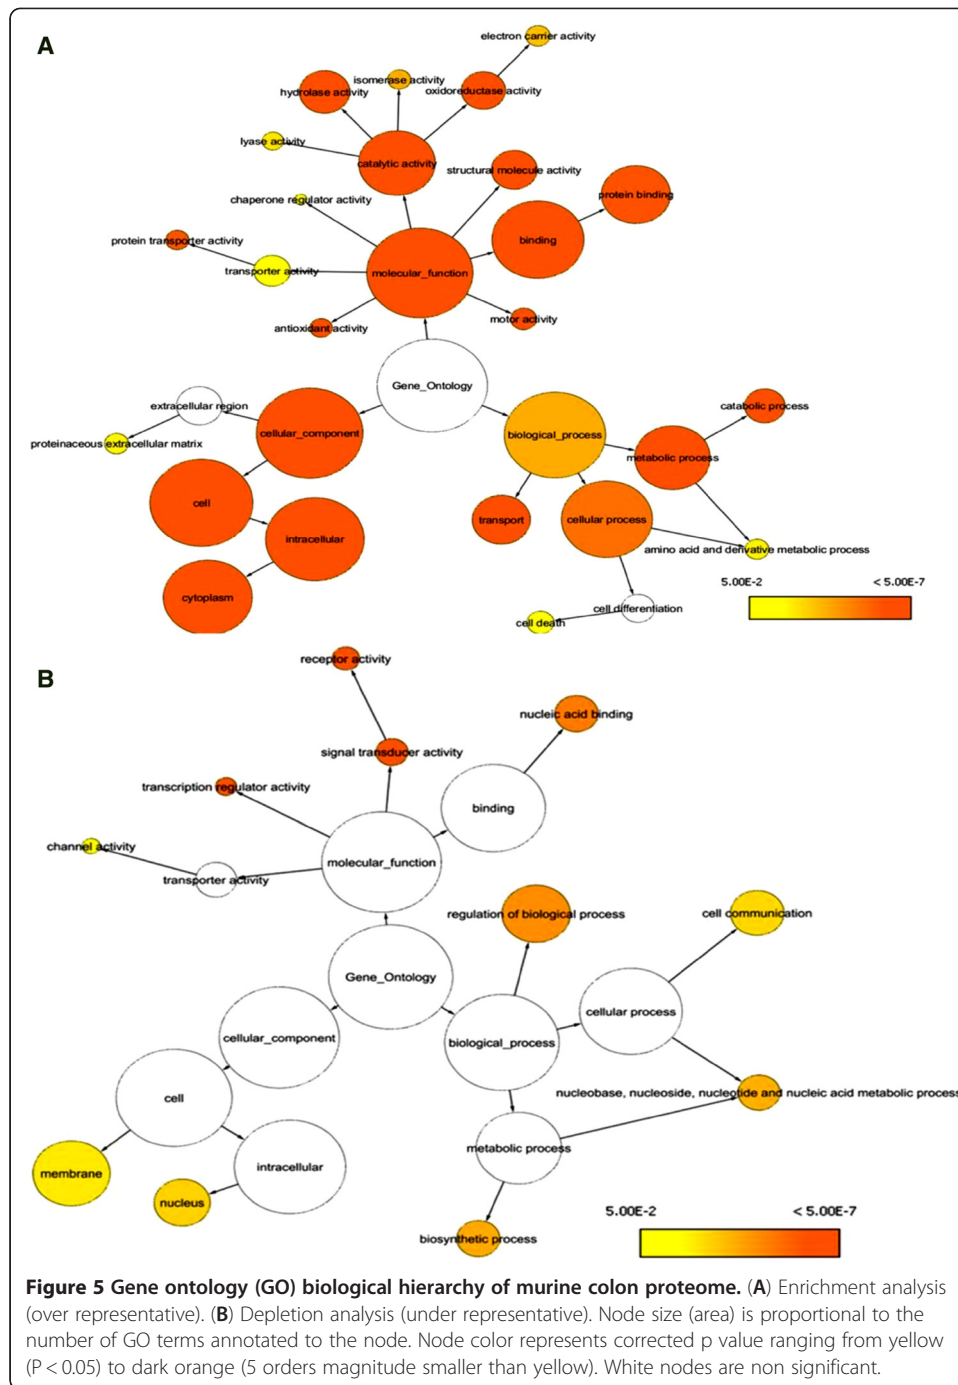 A
electron carrier activity
isomerase activity
hydrolase activity
oxidoreductase activity
lyase activity
catalytic activity
structural molecule activity
chaperone regulator activity
protein binding
protein transporter activity
binding
transporter activity
molecular_function
antioxidant activity
motor activity
Gene_Ontology
extracellular region
catabolic process
proteinaceous extracellular matrix
cellular_component
biological_process
metabolic process
cell
transport
cellular process
intracellular
amino acid and derivative metabolic process
5.00E-2
< 5.00E-7
cytoplasm
cell differentiation
cell death
B
receptor activity
nucleic acid binding
signal transducer activity
transcription regulator activity
binding
channel activity
molecular_function
transporter activity
regulation of biological process
cell communication
Gene_Ontology
cellular process
cellular_component
biological_process
nucleobase, nucleoside, nucleotide and nucleic acid metabolic process
cell
metabolic process
membrane
intracellular
nucleus
5.00E-2
< 5.00E-7
biosynthetic process
Figure 5 Gene ontology (GO) biological hierarchy of murine colon proteome. (A) Enrichment analysis
(over representative). (B) Depletion analysis (under representative). Node size (area) is proportional to the
number of GO terms annotated to the node. Node color represents corrected p value ranging from yellow
(P < 0.05) to dark orange (5 orders magnitude smaller than yellow). White nodes are non significant.